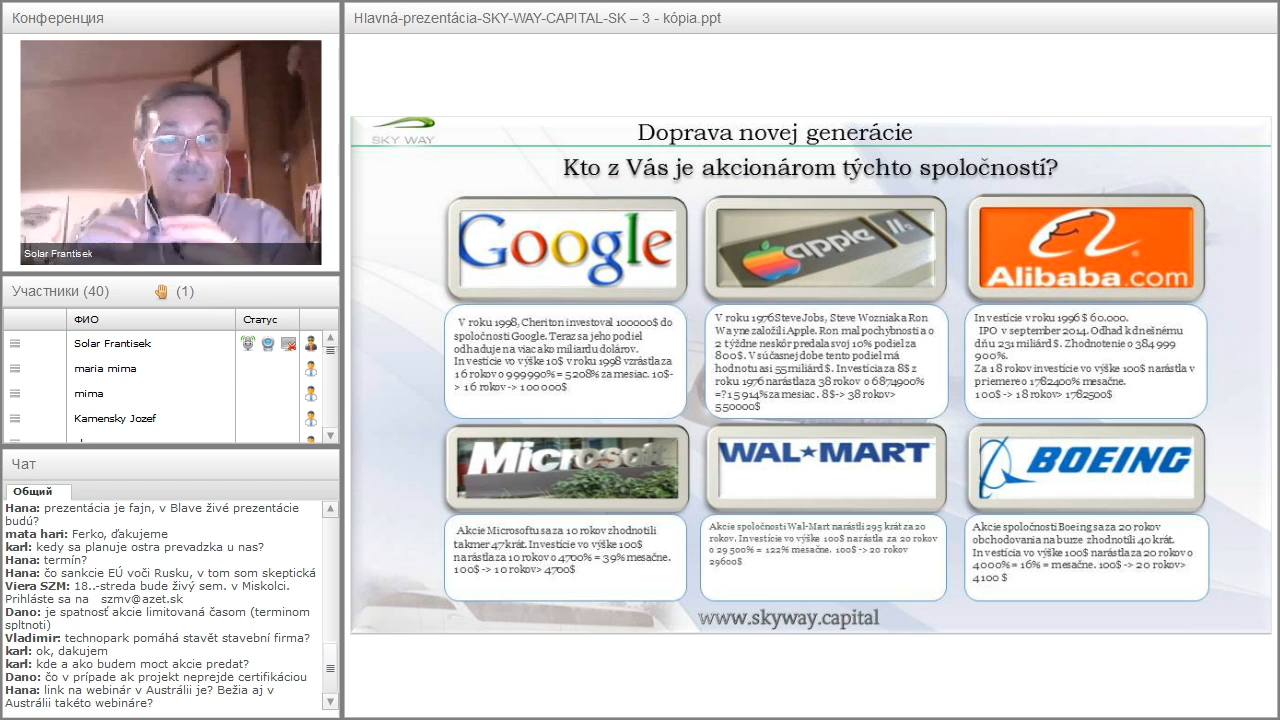 Конференция
Solar Frantisek
Участники (40)
(1)
ФИО
Статус
Solar Frantisek
maria mima
mima
Kamensky Jozef
Чат
Общий
Hana: prezentácia je fajn, v Blave živé prezentácie
budú?
mata hari: Ferko, ďakujeme
karl: kedy sa planuje ostra prevadzka u nas?
Hana: termín?
Hana: čo sankcie EÚ voči Rusku, v tom som skeptická
Viera SZM: 18..-streda bude živý sem. v Miskolci.
Prihláste sa na szmv@azet.sk
Dano: je spatnosť akcie limitovaná časom (terminom
spltnoti)
Vladimir: technopark pomáhá stavět stavební firma?
karl: ok, dakujem
karl: kde a ako budem moct akcie predat?
Dano: čo v prípade ak projekt neprejde certifikáciou
Hana: link na webinár v Austrálii je? Bežia aj v
Austrálii takéto webináre?
Hlavná-prezentácia-SKY-WAY-CAPITAL-SK – 3 - kópia.ppt
SKY WAY
Doprava novej generácie
Kto z Vás je akcionárom týchto spoločností?
Google
V roku 1998, Cheriton investoval 100000$ do
spoločnosti Google. Teraz sa jeho podiel
odhaduje na viac ako miliardu dolárov.
Investície vo výške 10$ v roku 1998 vzrástla za
16 rokov o 999990% = 5208% za mesiac. 10$-
> 16 rokov -> 100 000$
apple
V roku 1976 Steve Jobs, Steve Wozniak a Ron
Wayne založili Apple. Ron mal pochybnosti a o
2 týždne neskôr predala svoj 10% podiel za
800$. V súčasnej dobe tento podiel má
hodnotu asi 55 miliárd $. Investícia za 8$ z
roku 1976 narástla za 38 rokov o 6874900%
=?15 914% za mesiac. 8$-> 38 rokov>
550000$
Alibaba.com
Investície v roku 1996 $ 60.000.
IPO v september 2014. Odhad k dnešnému
dňu 231 miliárd $. Zhodnotenie o 384 999
900%.
Za 18 rokov investície vo výške 100$ narástla v
priemere o 1782400% mesačne.
100$ -> 18 rokov> 1782500$
Microsoft
Akcie Microsoftu sa za 10 rokov zhodnotili
takmer 47 krát. Investície vo výške 100$
narástla za 10 rokov o 4700% = 39% mesačne.
100$ -> 10 rokov> 4700$
WAL★MART
Akcie spoločnosti Wal-Mart narástli 295 krát za 20
rokov. Investície vo výške 100$ narástla za 20 rokov
o 29 500% = 122% mesačne. 100$ -> 20 rokov
29600$
BOEING
Akcie spoločnosti Boeing sa za 20 rokov
obchodovania na burze zhodnotili 40 krát.
Investícia vo výške 100$ narástla za 20 rokov o
4000% = 16% = mesačne. 100$ -> 20 rokov>
4100 $
www.skyway.capital